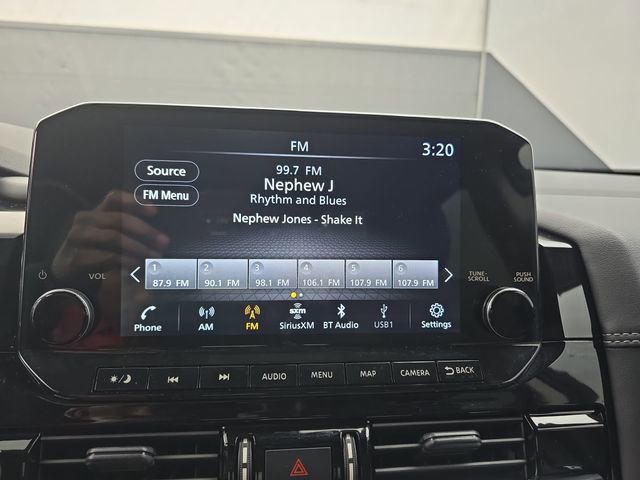 FM
3:20
Source
99.7 FM
FM Menu
Nephew J
Rhythm and Blues
Nephew Jones - Shake It
1 2 3 4 5 6
87.9 FM 90.1 FM 98.1 FM 106.1 FM 107.9 FM 107.9 FM
VOL
TUNE·SCROLL
PUSH SOUND
sxm
Phone AM FM SiriusXM BT Audio USB1 Settings
AUDIO MENU MAP CAMERA BACK